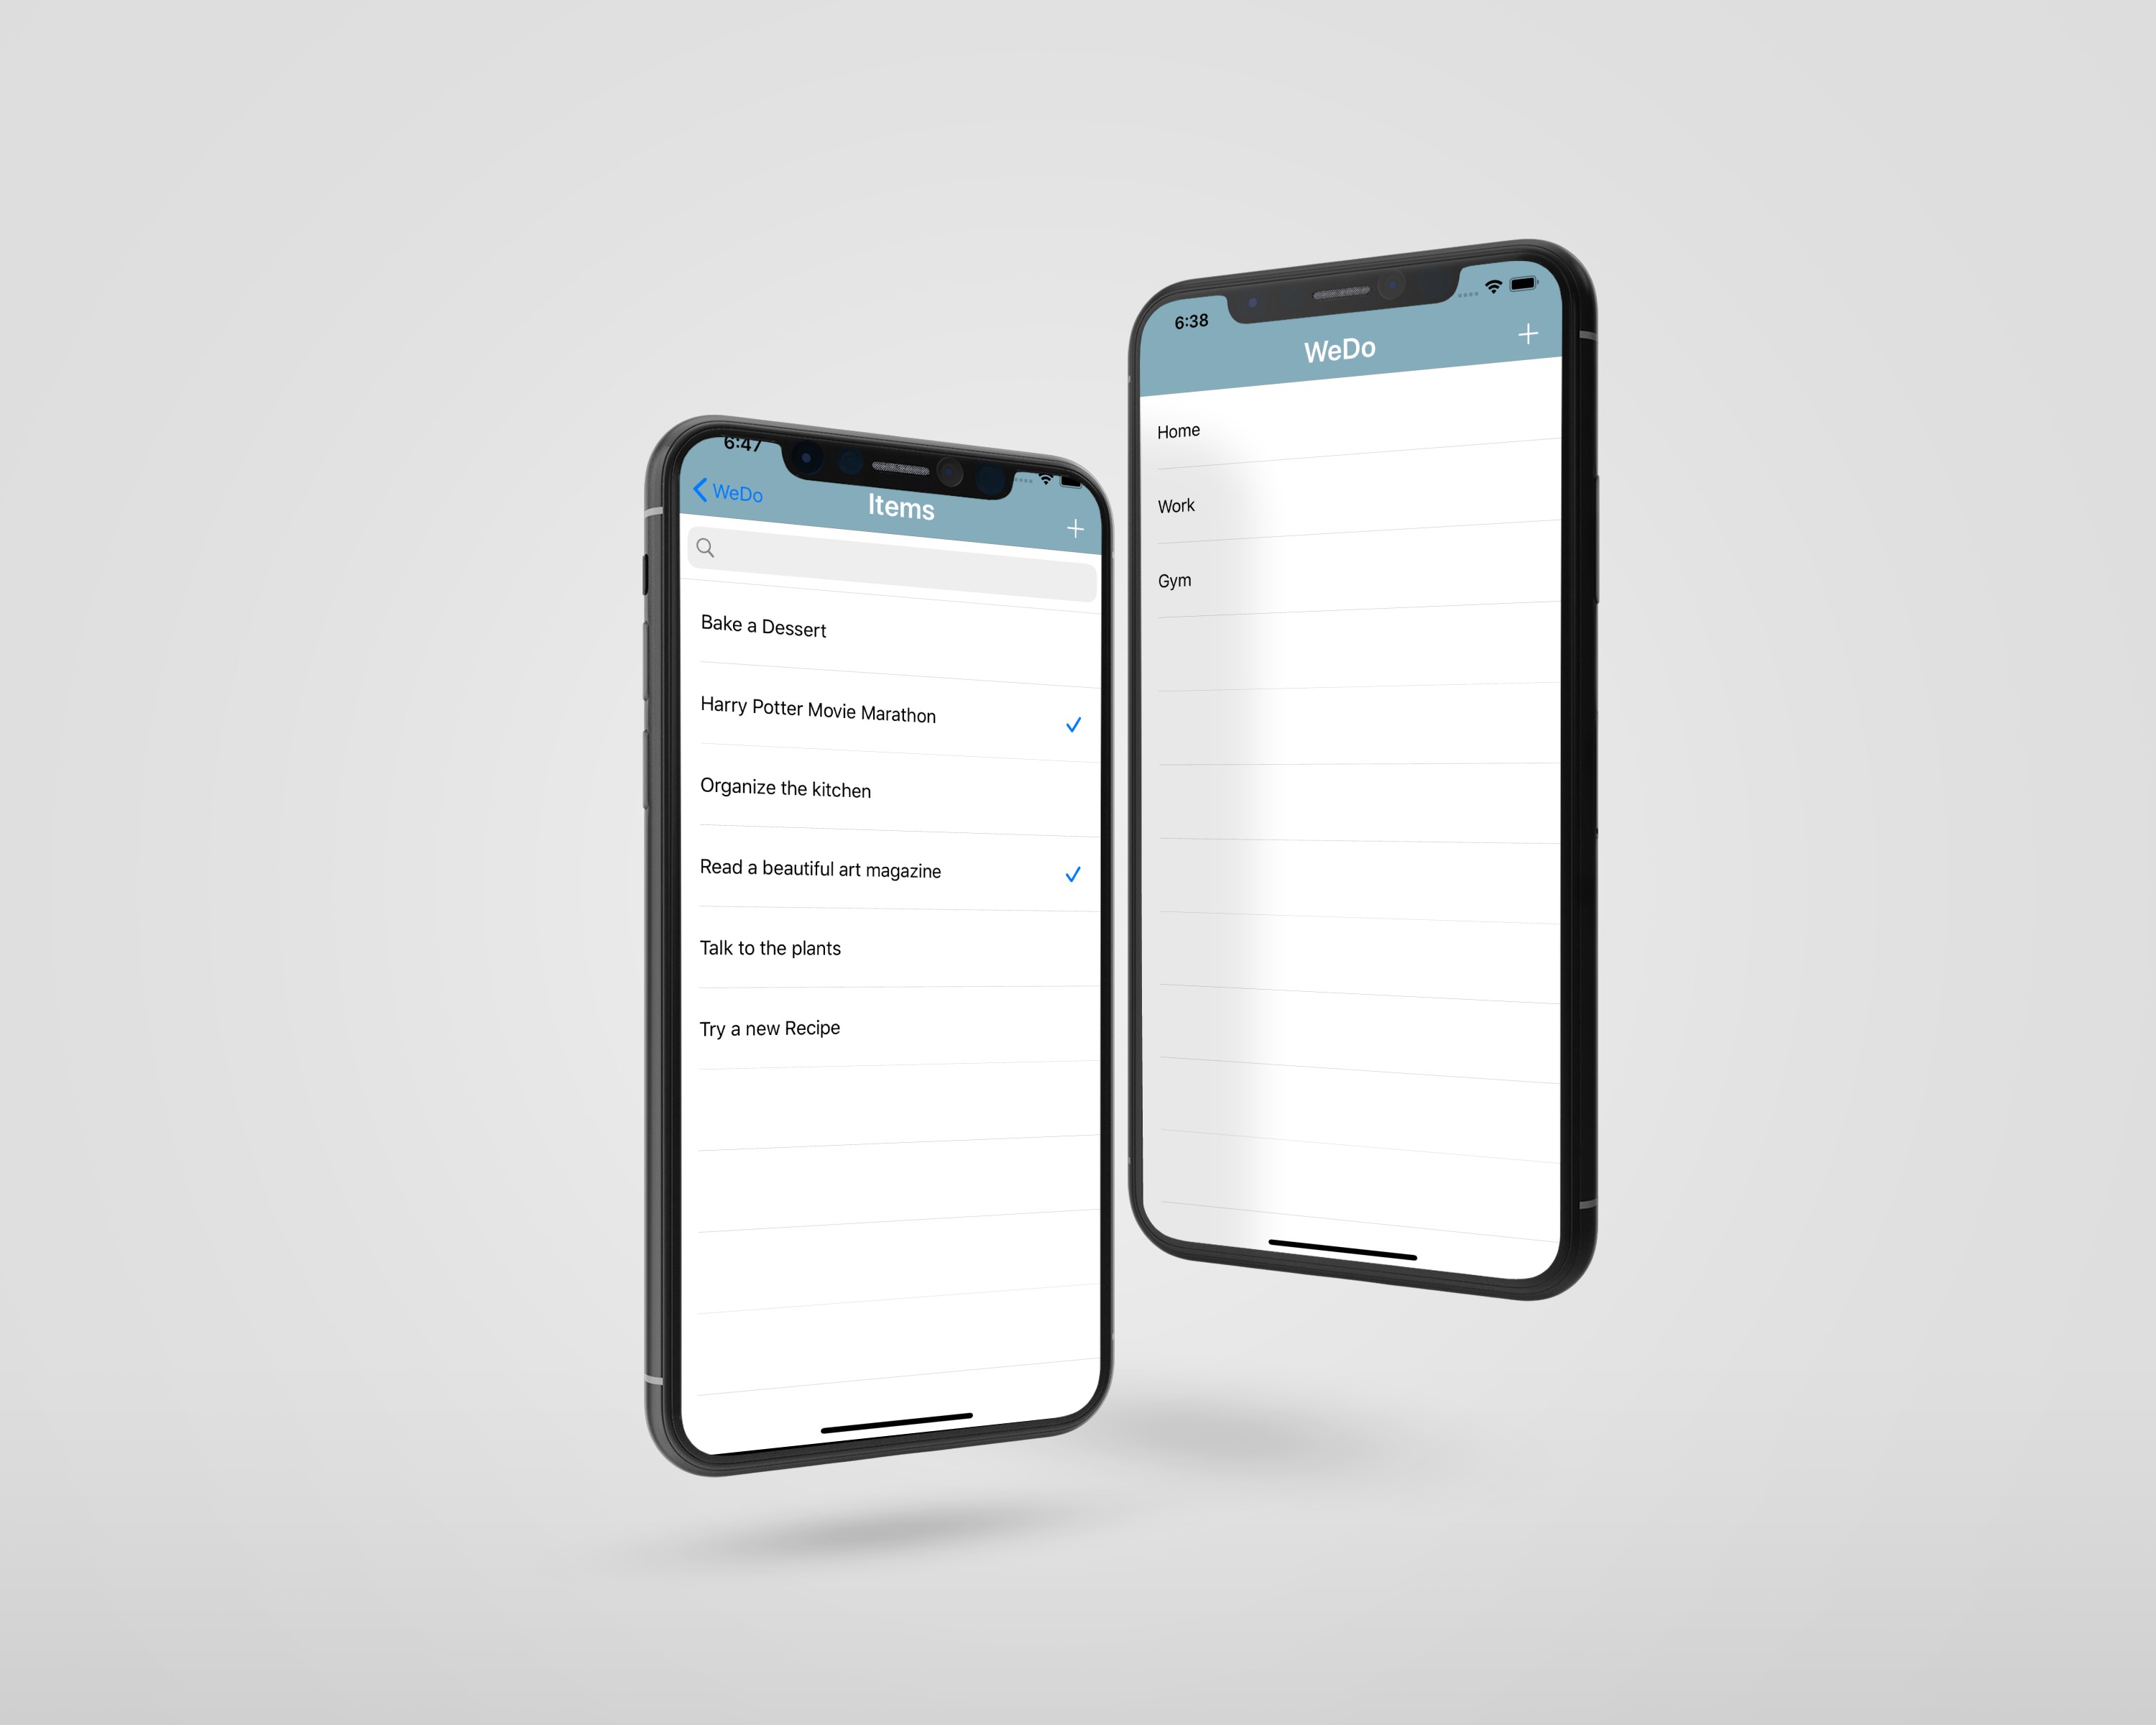 6:47
WeDo
Items
Bake a Dessert
Harry Potter Movie Marathon
Organize the kitchen
Read a beautiful art magazine
Talk to the plants
Try a new Recipe
6:38
WeDo
Home
Work
Gym